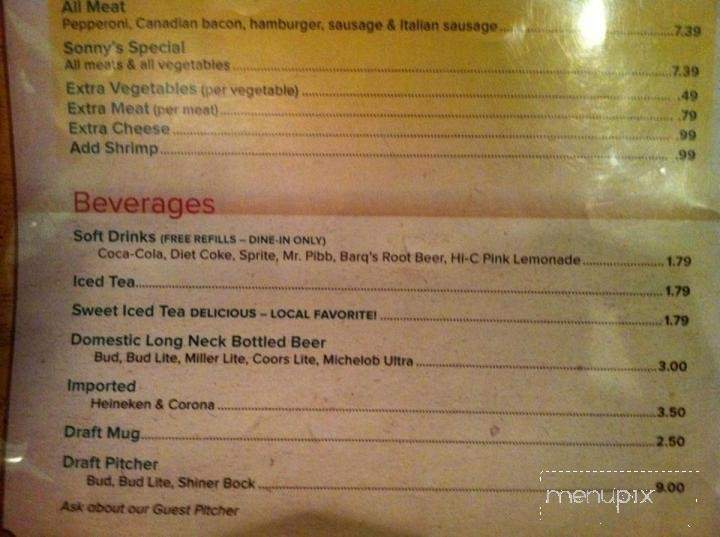 All Meat
Pepperoni, Canadian bacon, hamburger, sausage & Italian sausage 7.39
Sonny's Special
All meats & all vegetables 7.39
Extra Vegetables (per vegetable) .49
Extra Meat (per meat) .79
Extra Cheese .99
Add Shrimp .99
Beverages
Soft Drinks (FREE REFILLS – DINE-IN ONLY)
Coca-Cola, Diet Coke, Sprite, Mr. Pibb, Barq's Root Beer, Hi-C Pink Lemonade 1.79
Iced Tea 1.79
Sweet Iced Tea DELICIOUS – LOCAL FAVORITE! 1.79
Domestic Long Neck Bottled Beer
Bud, Bud Lite, Miller Lite, Coors Lite, Michelob Ultra 3.00
Imported
Heineken & Corona 3.50
Draft Mug 2.50
Draft Pitcher
Bud, Bud Lite, Shiner Bock 9.00
Ask about our Guest Pitcher
menupix